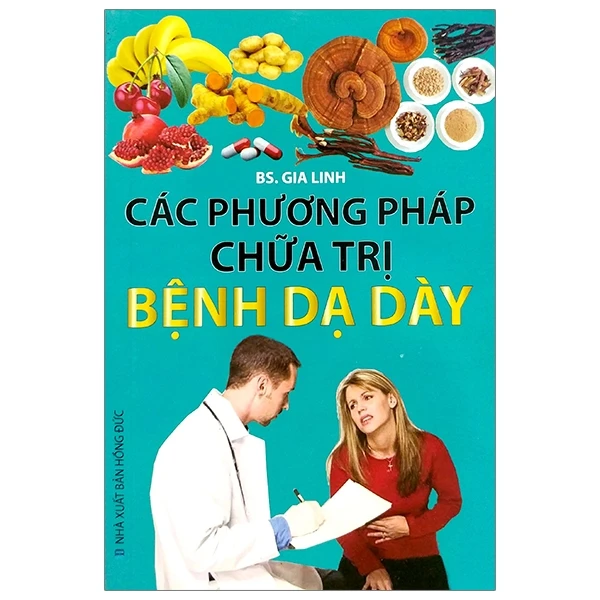 BS. GIA LINH
CÁC PHƯƠNG PHÁP
CHỮA TRỊ
BỆNH DẠ DÀY
NHÀ XUẤT BẢN HỒNG ĐỨC